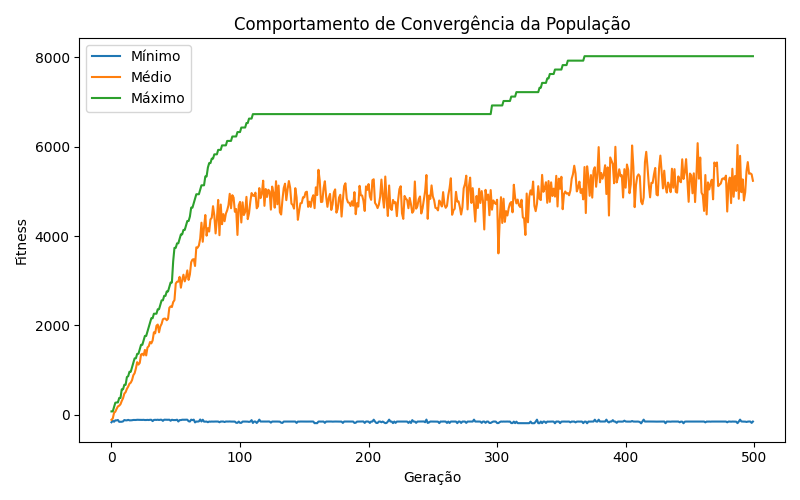 Comportamento de Convergência da População
Mínimo
Médio
Máximo
Fitness
8000
6000
4000
2000
0
0 100 200 300 400 500
Geração